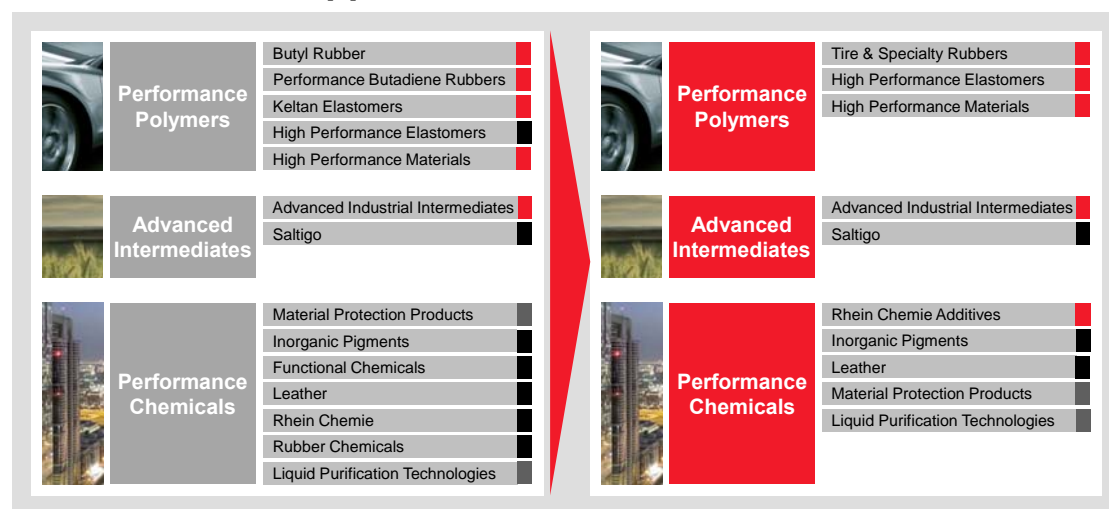 Performance
Polymers
Butyl Rubber
Performance Butadiene Rubbers
Keltan Elastomers
High Performance Elastomers
High Performance Materials
Advanced
Intermediates
Advanced Industrial Intermediates
Saltigo
Performance
Chemicals
Material Protection Products
Inorganic Pigments
Functional Chemicals
Leather
Rhein Chemie
Rubber Chemicals
Liquid Purification Technologies
Performance
Polymers
Tire & Specialty Rubbers
High Performance Elastomers
High Performance Materials
Advanced
Intermediates
Advanced Industrial Intermediates
Saltigo
Performance
Chemicals
Rhein Chemie Additives
Inorganic Pigments
Leather
Material Protection Products
Liquid Purification Technologies